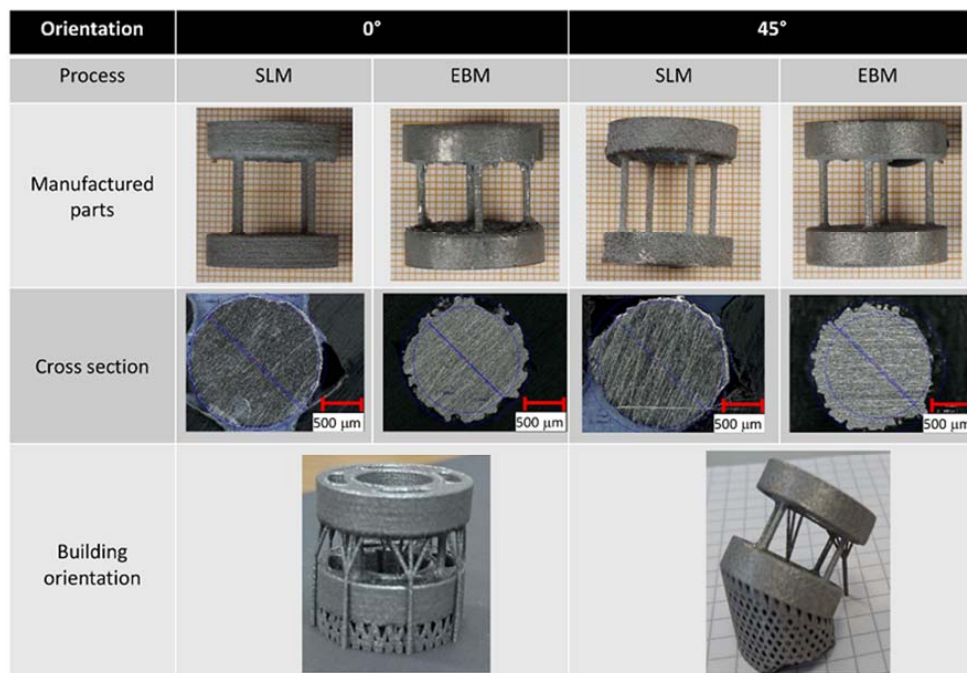 Orientation 0° 45°
Process SLM EBM SLM EBM
Manufactured
parts
Cross section
500 μm 500 μm 500 μm 500 μm
Building
orientation